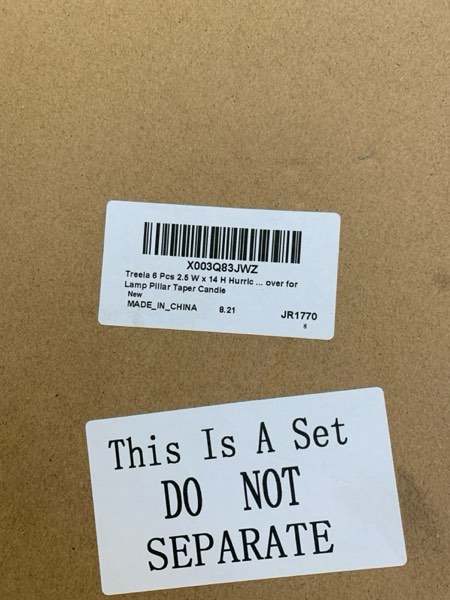 X003Q83JWZ
Treela 6 Pcs 2.5 W x 14 H Hurric ... over for
Lamp Pillar Taper Candle
New
MADE_IN_CHINA 8.21 JR1770
8
This Is A Set
DO NOT
SEPARATE